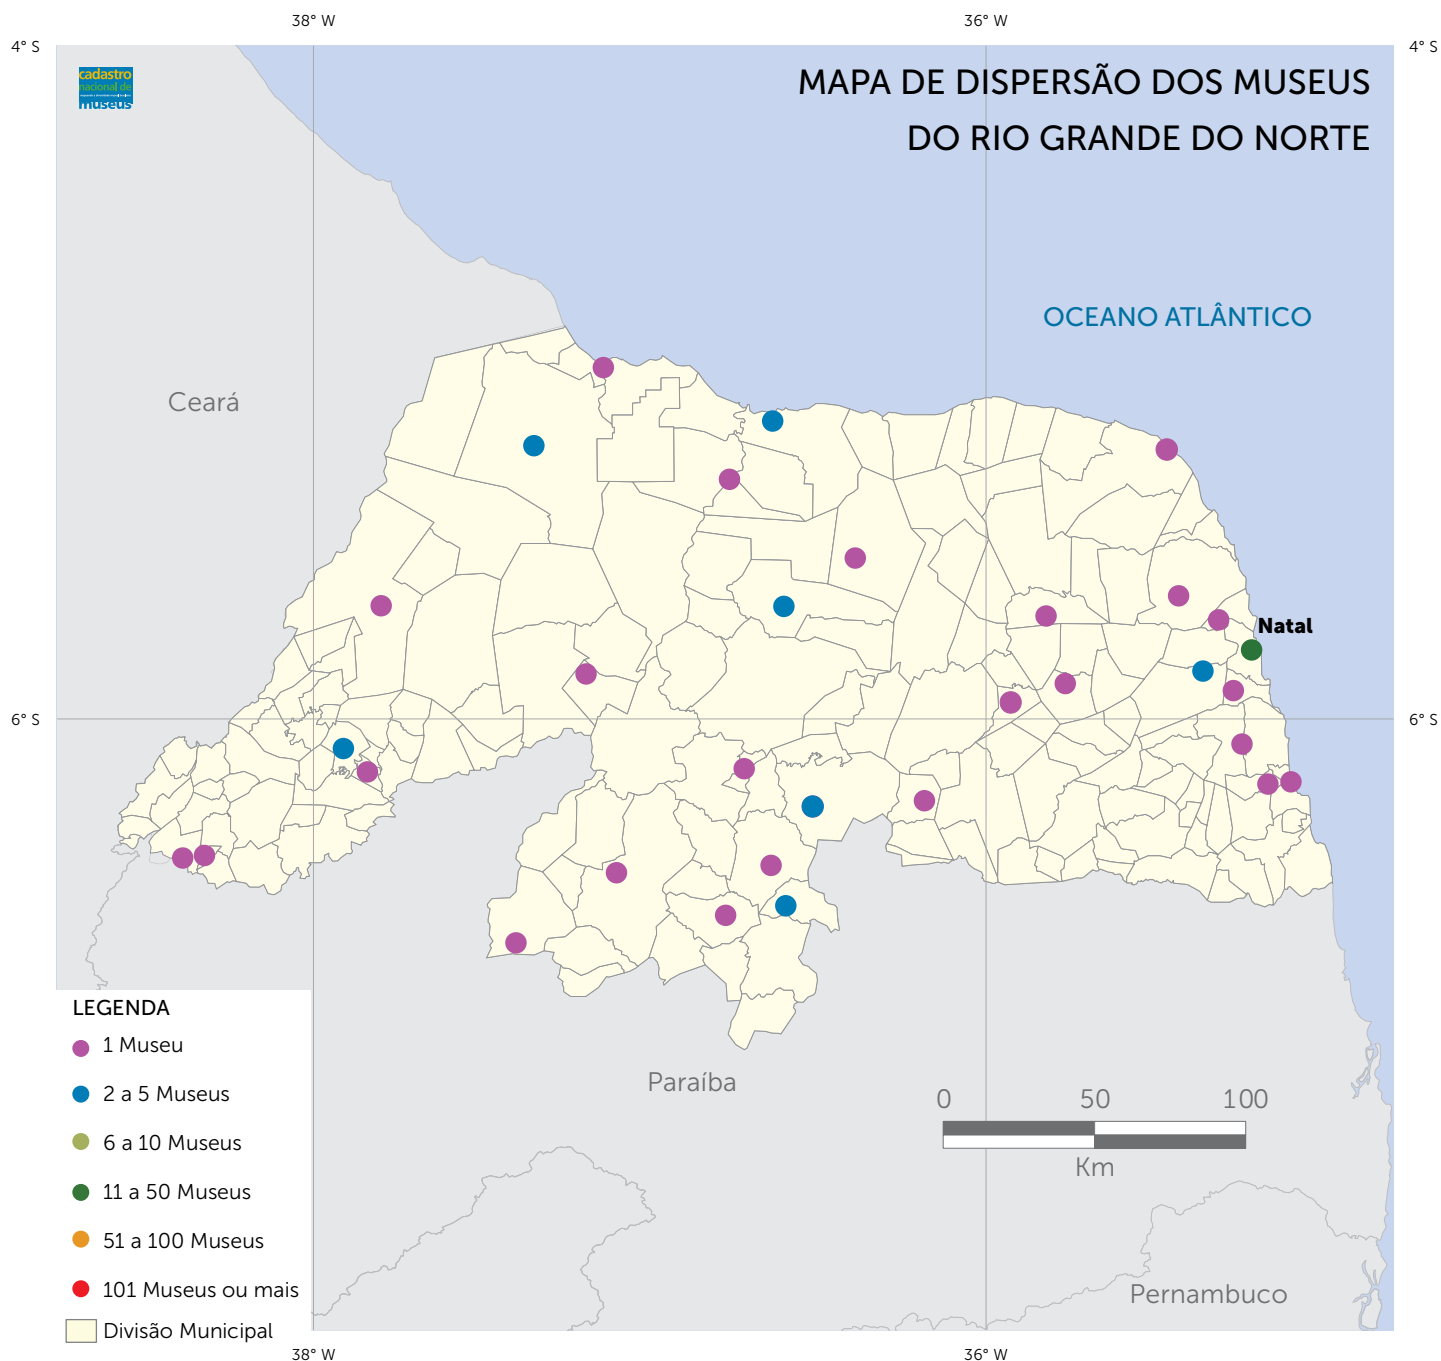 38° W
36° W
4° S
4° S
cadastro
nacional de
museus
MAPA DE DISPERSÃO DOS MUSEUS
DO RIO GRANDE DO NORTE
OCEANO ATLÂNTICO
Ceará
Natal
6° S
6° S
LEGENDA
1 Museu
2 a 5 Museus
6 a 10 Museus
11 a 50 Museus
51 a 100 Museus
101 Museus ou mais
Divisão Municipal
Paraíba
0 50 100
Km
Pernambuco
38° W
36° W